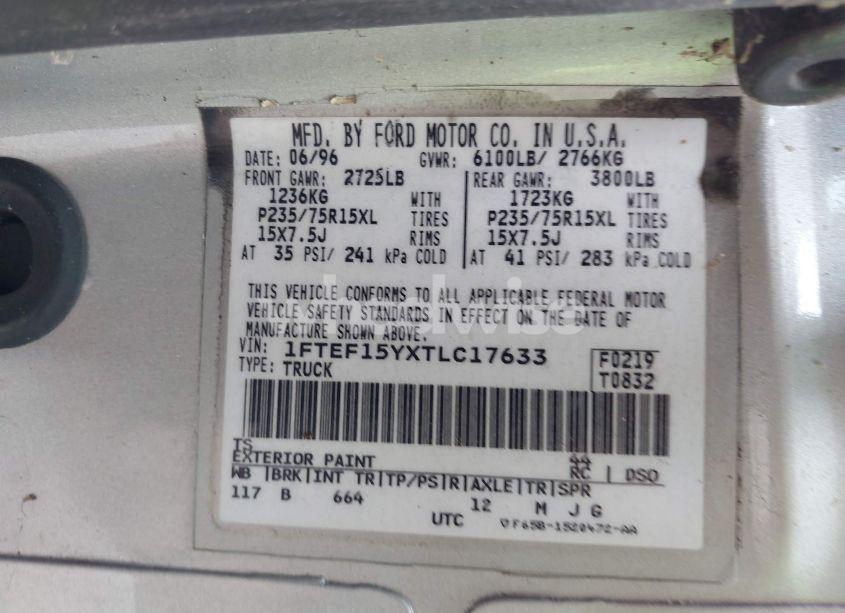 MFD. BY FORD MOTOR CO. IN U.S.A.
DATE: 06/96 GVWR: 6100LB/ 2766KG
FRONT GAWR: 2725LB REAR GAWR: 3800LB
1236KG WITH 1723KG WITH
P235/75R15XL TIRES P235/75R15XL TIRES
15X7.5J RIMS 15X7.5J RIMS
AT 35 PSI/ 241 kPa COLD AT 41 PSI/ 283 kPa COLD
THIS VEHICLE CONFORMS TO ALL APPLICABLE FEDERAL MOTOR
VEHICLE SAFETY STANDARDS IN EFFECT ON THE DATE OF
MANUFACTURE SHOWN ABOVE.
VIN: 1FTEF15YXTLC17633 F0219
TYPE: TRUCK T0832
TS 44
EXTERIOR PAINT RC DSO
WB BRK INT TR TP/PS R AXLE TR SPR
117 B 664 12 M J G
UTC F65B-1520472-AA